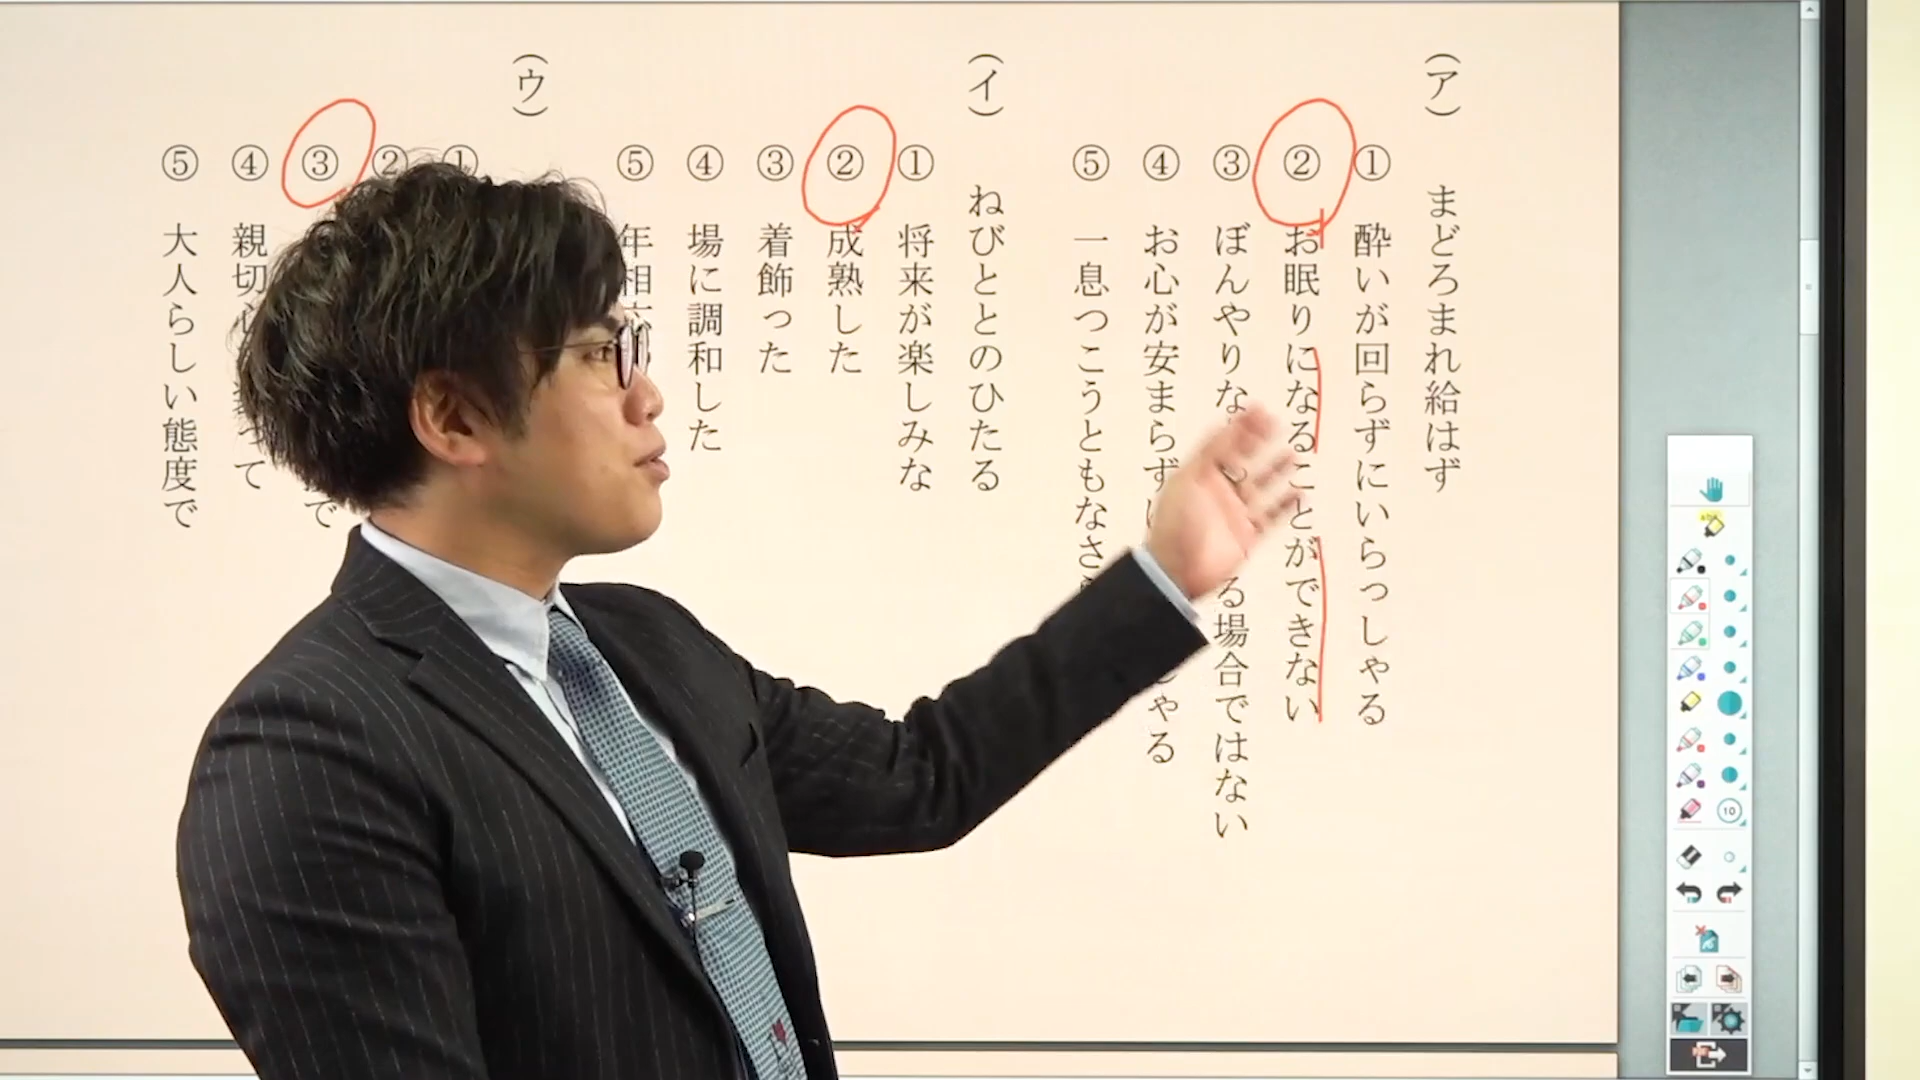 （ア）　まどろまれ給はず
① 酔いが回らずにいらっしゃる
② お眠りになることができない
③ ぼんやりな る場合ではない
④ お心が安まらず ゃる
⑤ 一息つこうともなさ
（イ）　ねびととのひたる
① 将来が楽しみな
② 成熟した
③ 着飾った
④ 場に調和した
⑤ 年相応
（ウ）
①
②
③ で
④ 親切心 って
⑤ 大人らしい態度で
10